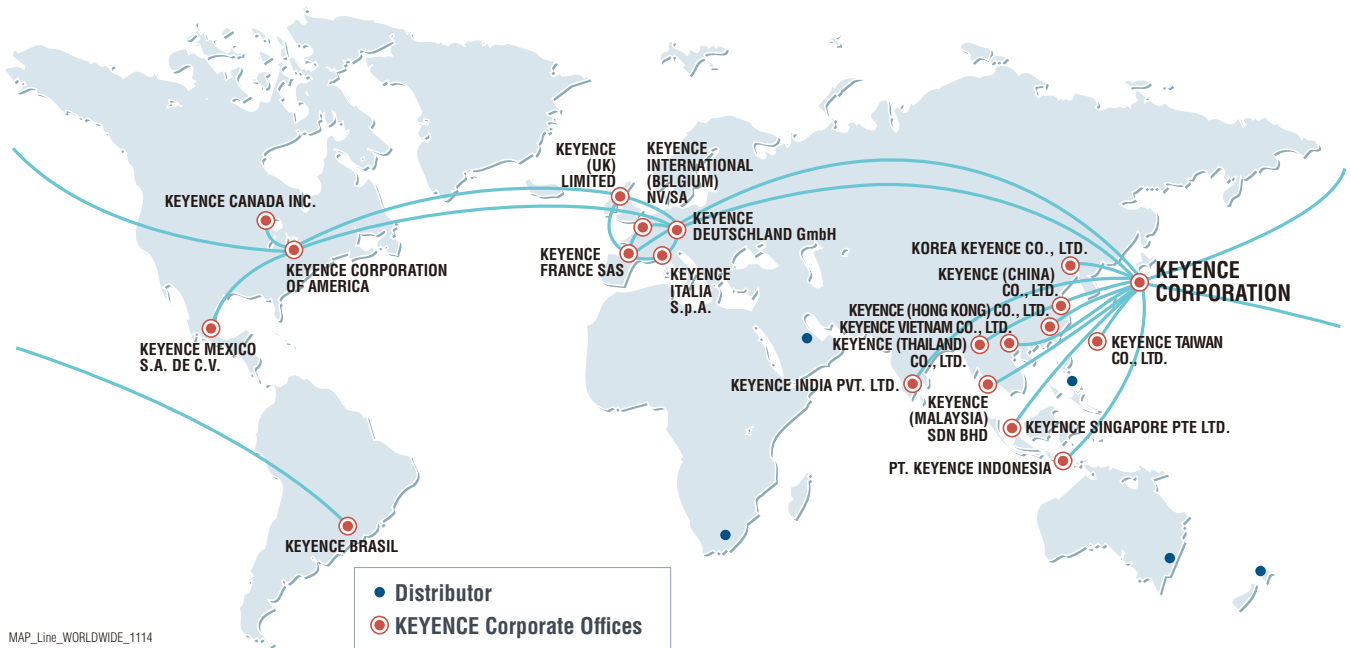 KEYENCE
(UK)
LIMITED
KEYENCE
INTERNATIONAL
(BELGIUM)
NV/SA
KEYENCE CANADA INC.
KEYENCE
DEUTSCHLAND GmbH
KEYENCE CORPORATION
OF AMERICA
KEYENCE
FRANCE SAS
KEYENCE
ITALIA
S.p.A.
KOREA KEYENCE CO., LTD.
KEYENCE (CHINA)
CO., LTD.
KEYENCE
CORPORATION
KEYENCE (HONG KONG) CO., LTD.
KEYENCE VIETNAM CO., LTD.
KEYENCE (THAILAND)
CO., LTD.
KEYENCE TAIWAN
CO., LTD.
KEYENCE MEXICO
S.A. DE C.V.
KEYENCE INDIA PVT. LTD.
KEYENCE
(MALAYSIA)
SDN BHD
KEYENCE SINGAPORE PTE LTD.
PT. KEYENCE INDONESIA
KEYENCE BRASIL
Distributor
KEYENCE Corporate Offices
MAP_Line_WORLDWIDE_1114